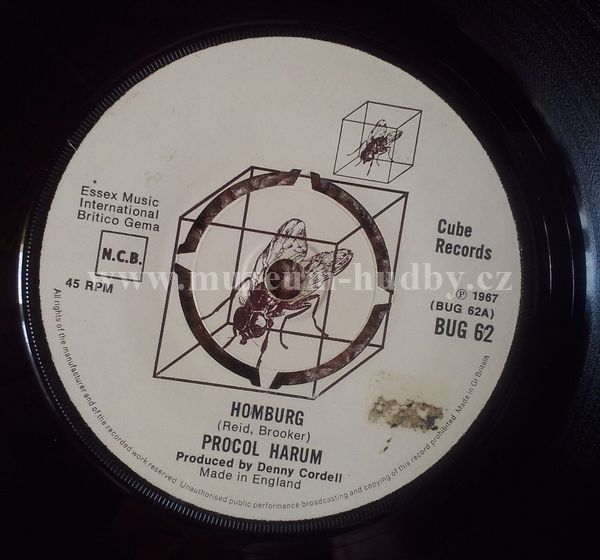 Essex Music
International
Britico Gema
N.C.B.
45 RPM
Cube
Records
℗ 1967
(BUG 62A)
BUG 62
www.museum-hudby.cz
HOMBURG
(Reid, Brooker)
PROCOL HARUM
Produced by Denny Cordell
Made in England
All rights of the manufacturer and of the recorded work reserved. Unauthorised public performance broadcasting and copying of this record prohibited. Made in Gt Britain